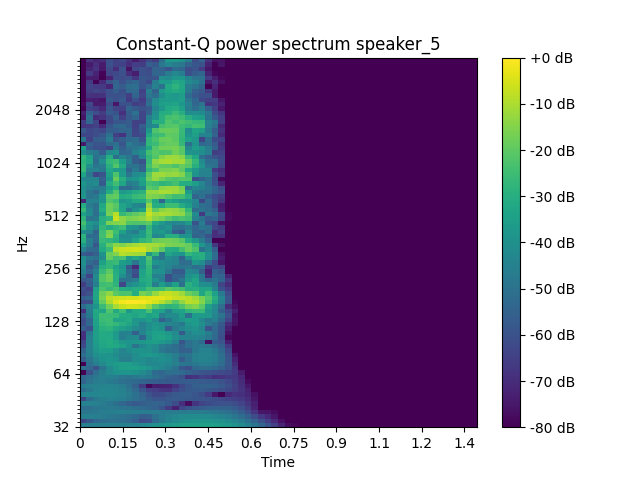 Constant-Q power spectrum speaker_5
+0 dB
2048
-10 dB
1024
-20 dB
-30 dB
512
Hz
-40 dB
256
-50 dB
128
-60 dB
64
-70 dB
32
-80 dB
0 0.15 0.3 0.45 0.6 0.75 0.9 1.1 1.2 1.4
Time